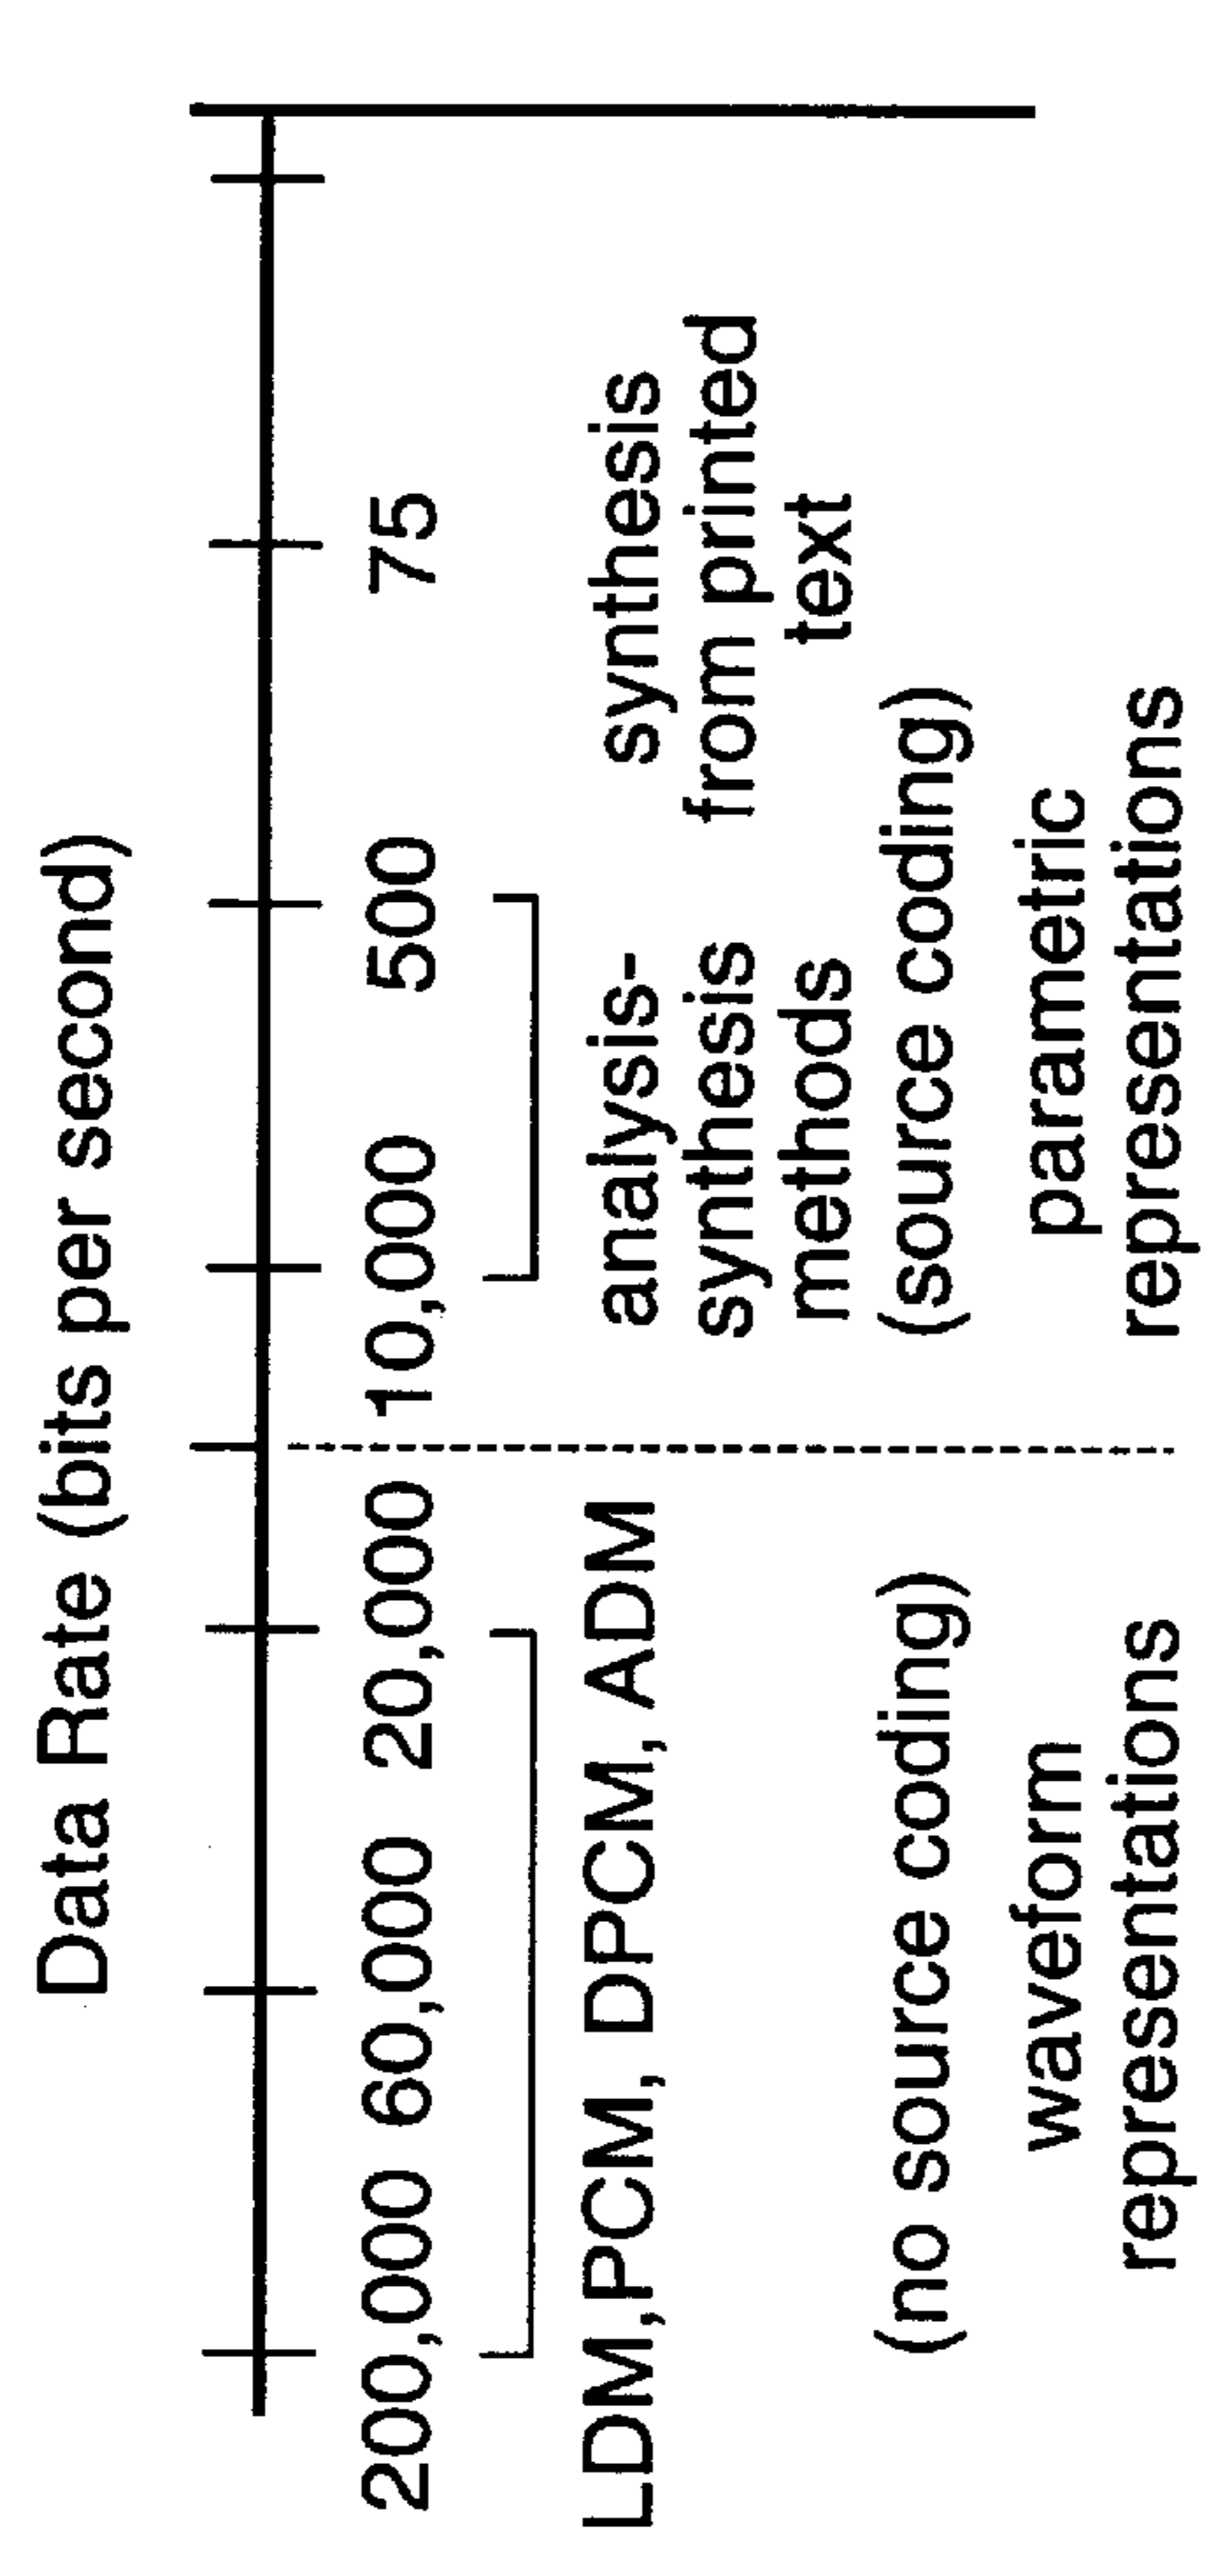 Data Rate (bits per second)
200,000 60,000 20,000 10,000 500 75
LDM,PCM, DPCM, ADM
(no source coding)
waveform
representations
analysis-
synthesis
methods
synthesis
from printed
text
(source coding)
parametric
representations